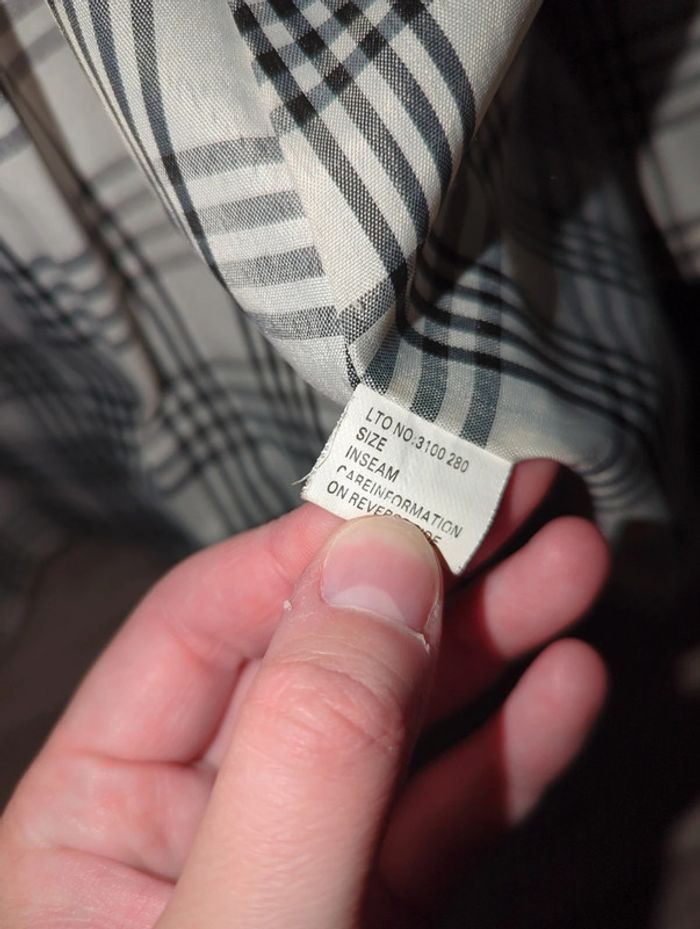 LTO NO:3100 280
SIZE
INSEAM
CAREINFORMATION
ON REVERSE